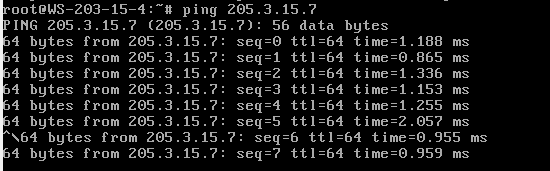 root@WS-203-15-4:~# ping 205.3.15.7
PING 205.3.15.7 (205.3.15.7): 56 data bytes
64 bytes from 205.3.15.7: seq=0 ttl=64 time=1.188 ms
64 bytes from 205.3.15.7: seq=1 ttl=64 time=0.865 ms
64 bytes from 205.3.15.7: seq=2 ttl=64 time=1.336 ms
64 bytes from 205.3.15.7: seq=3 ttl=64 time=1.153 ms
64 bytes from 205.3.15.7: seq=4 ttl=64 time=1.255 ms
64 bytes from 205.3.15.7: seq=5 ttl=64 time=2.057 ms
^\64 bytes from 205.3.15.7: seq=6 ttl=64 time=0.955 ms
64 bytes from 205.3.15.7: seq=7 ttl=64 time=0.959 ms